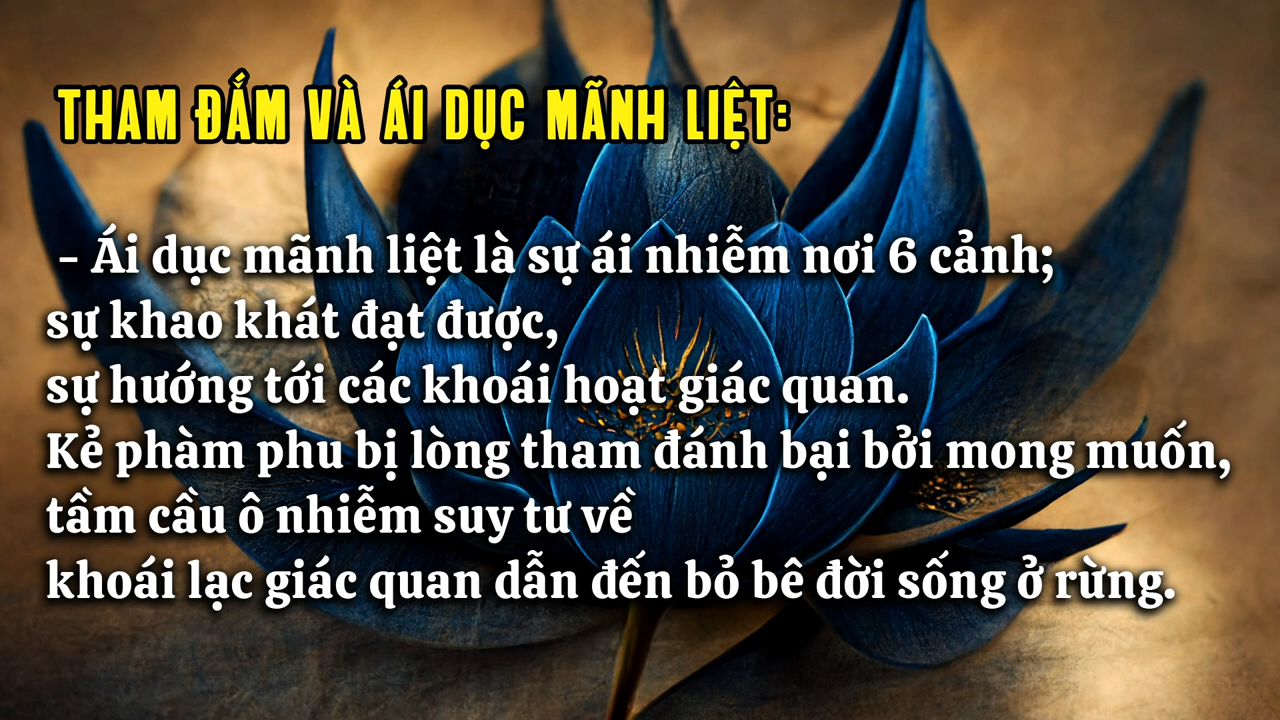 THAM ĐẮM VÀ ÁI DỤC MÃNH LIỆT:
- Ái dục mãnh liệt là sự ái nhiễm nơi 6 cảnh;
sự khao khát đạt được,
sự hướng tới các khoái hoạt giác quan.
Kẻ phàm phu bị lòng tham đánh bại bởi mong muốn,
tầm cầu ô nhiễm suy tư về
khoái lạc giác quan dẫn đến bỏ bê đời sống ở rừng.